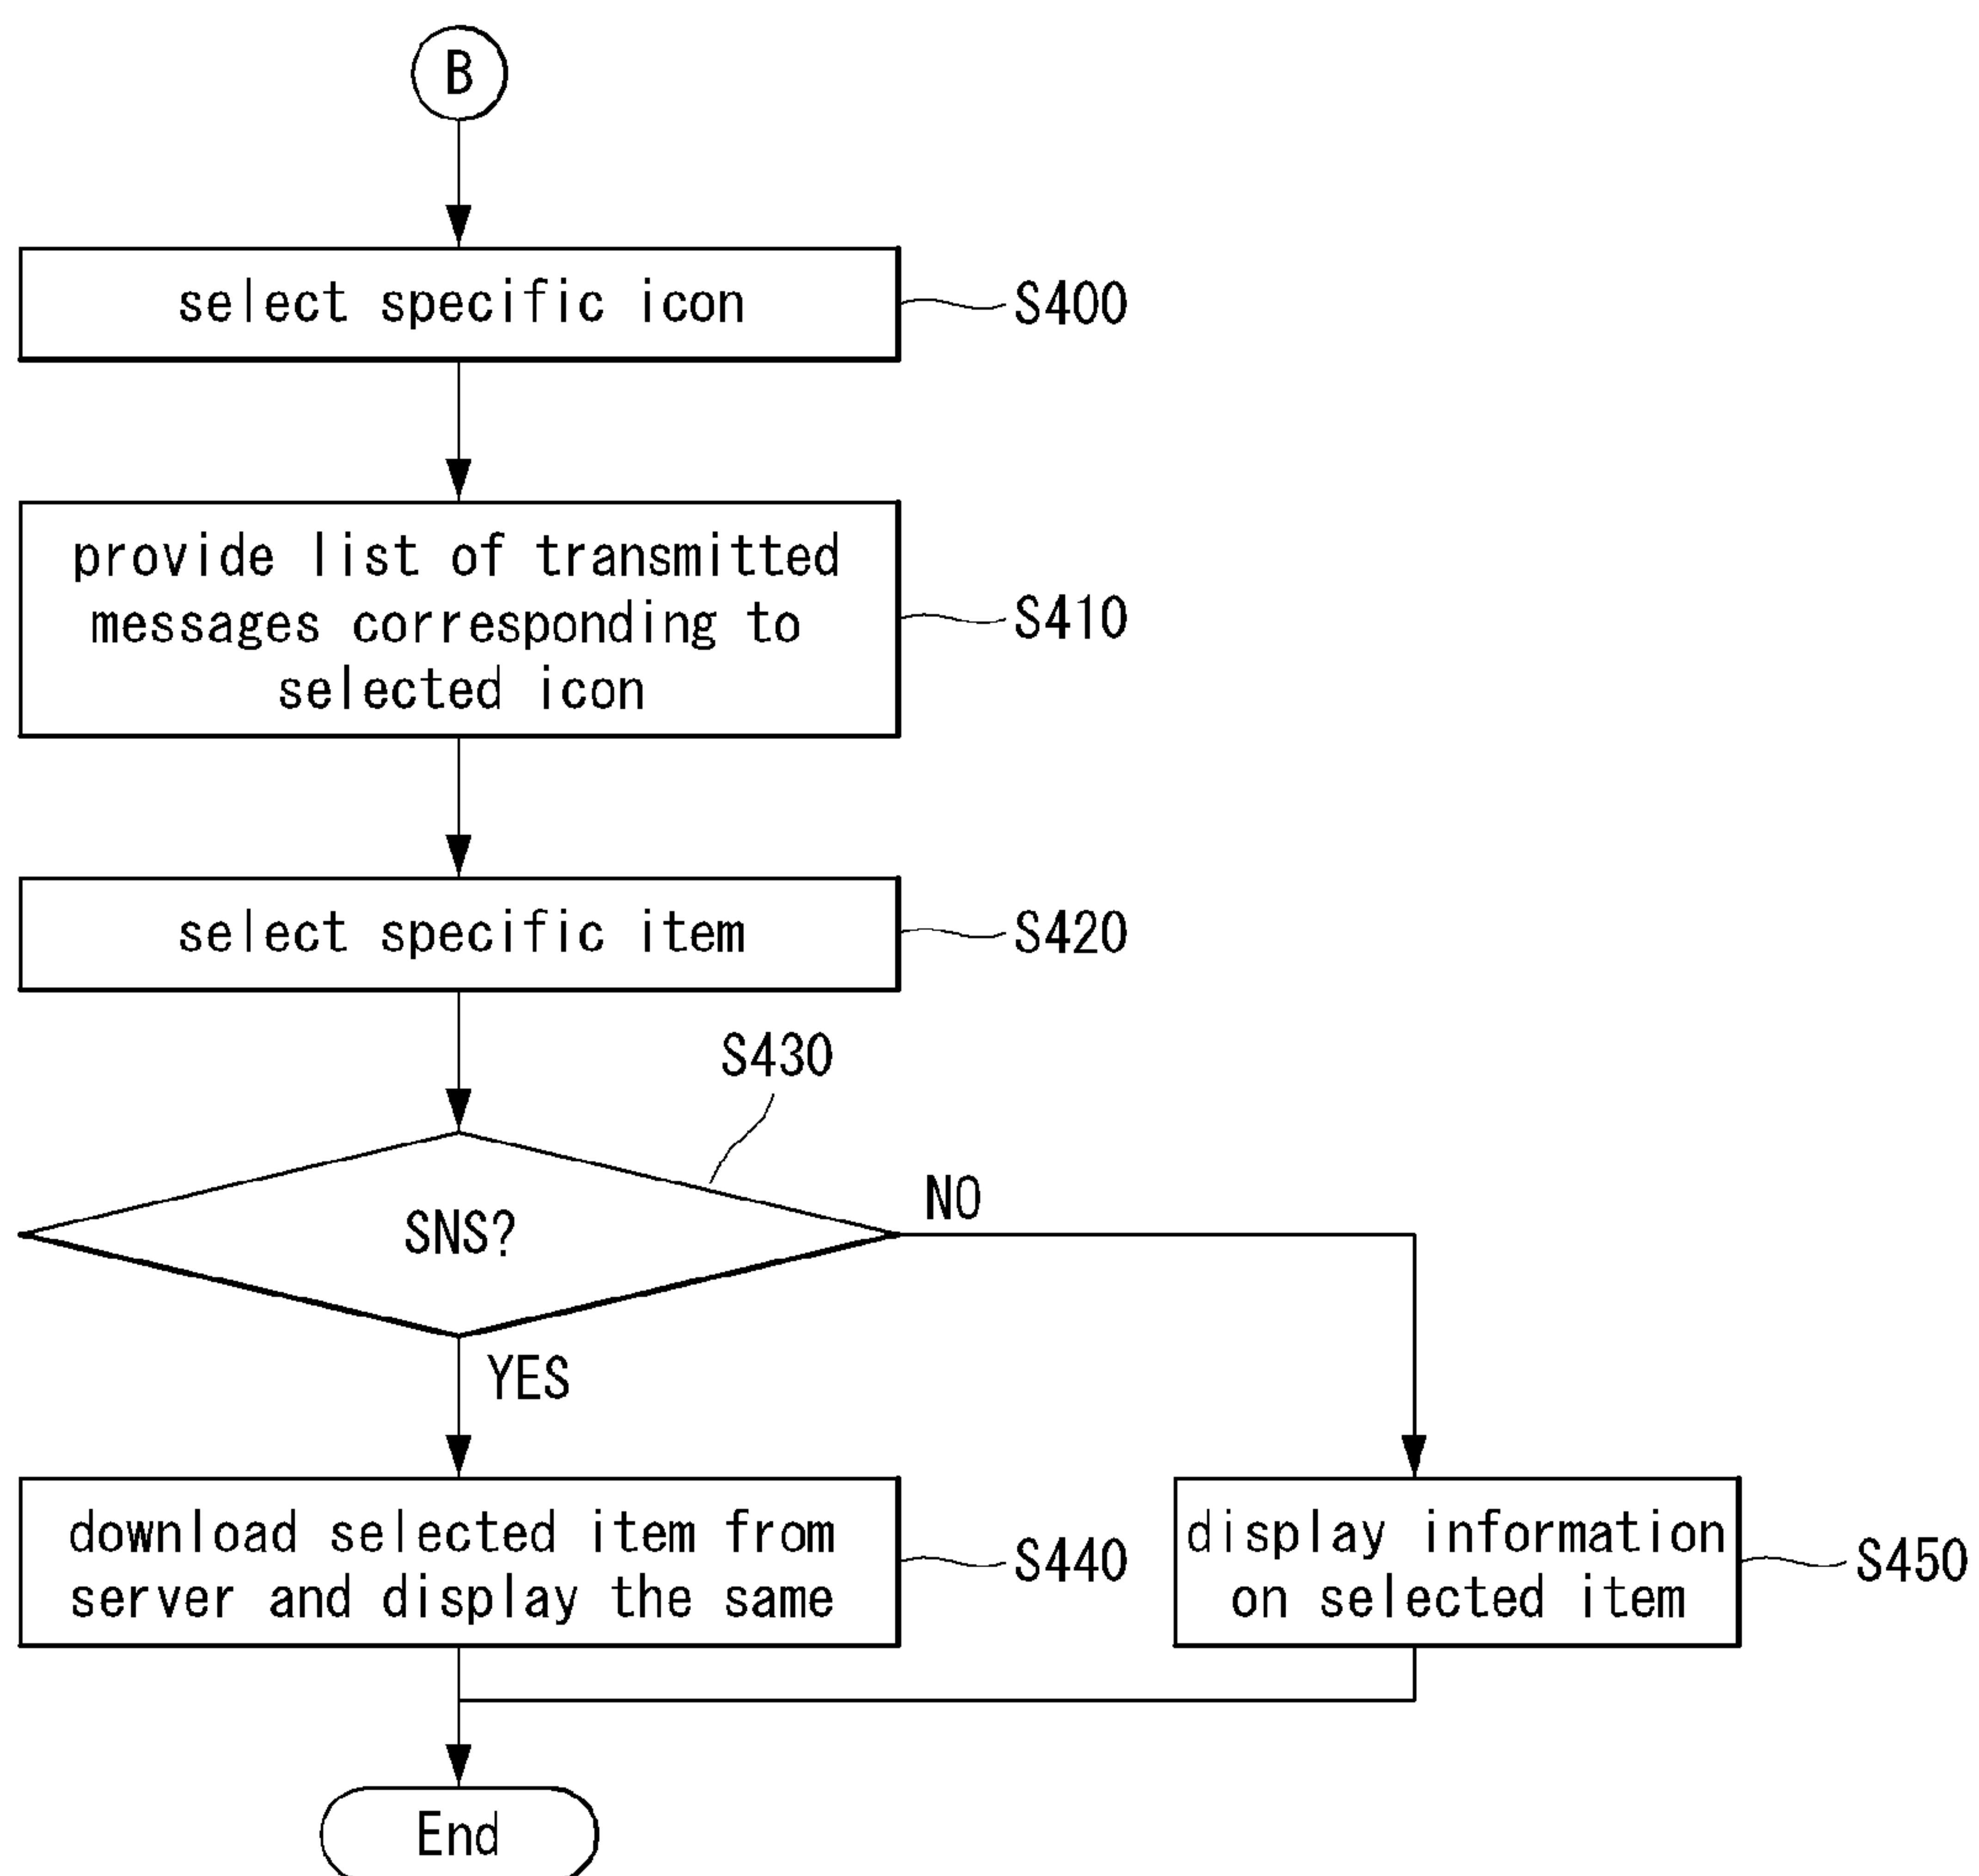 B
select specific icon
S400
provide list of transmitted
messages corresponding to
selected icon
S410
select specific item
S420
S430
SNS?
NO
YES
download selected item from
server and display the same
S440
display information
on selected item
S450
End